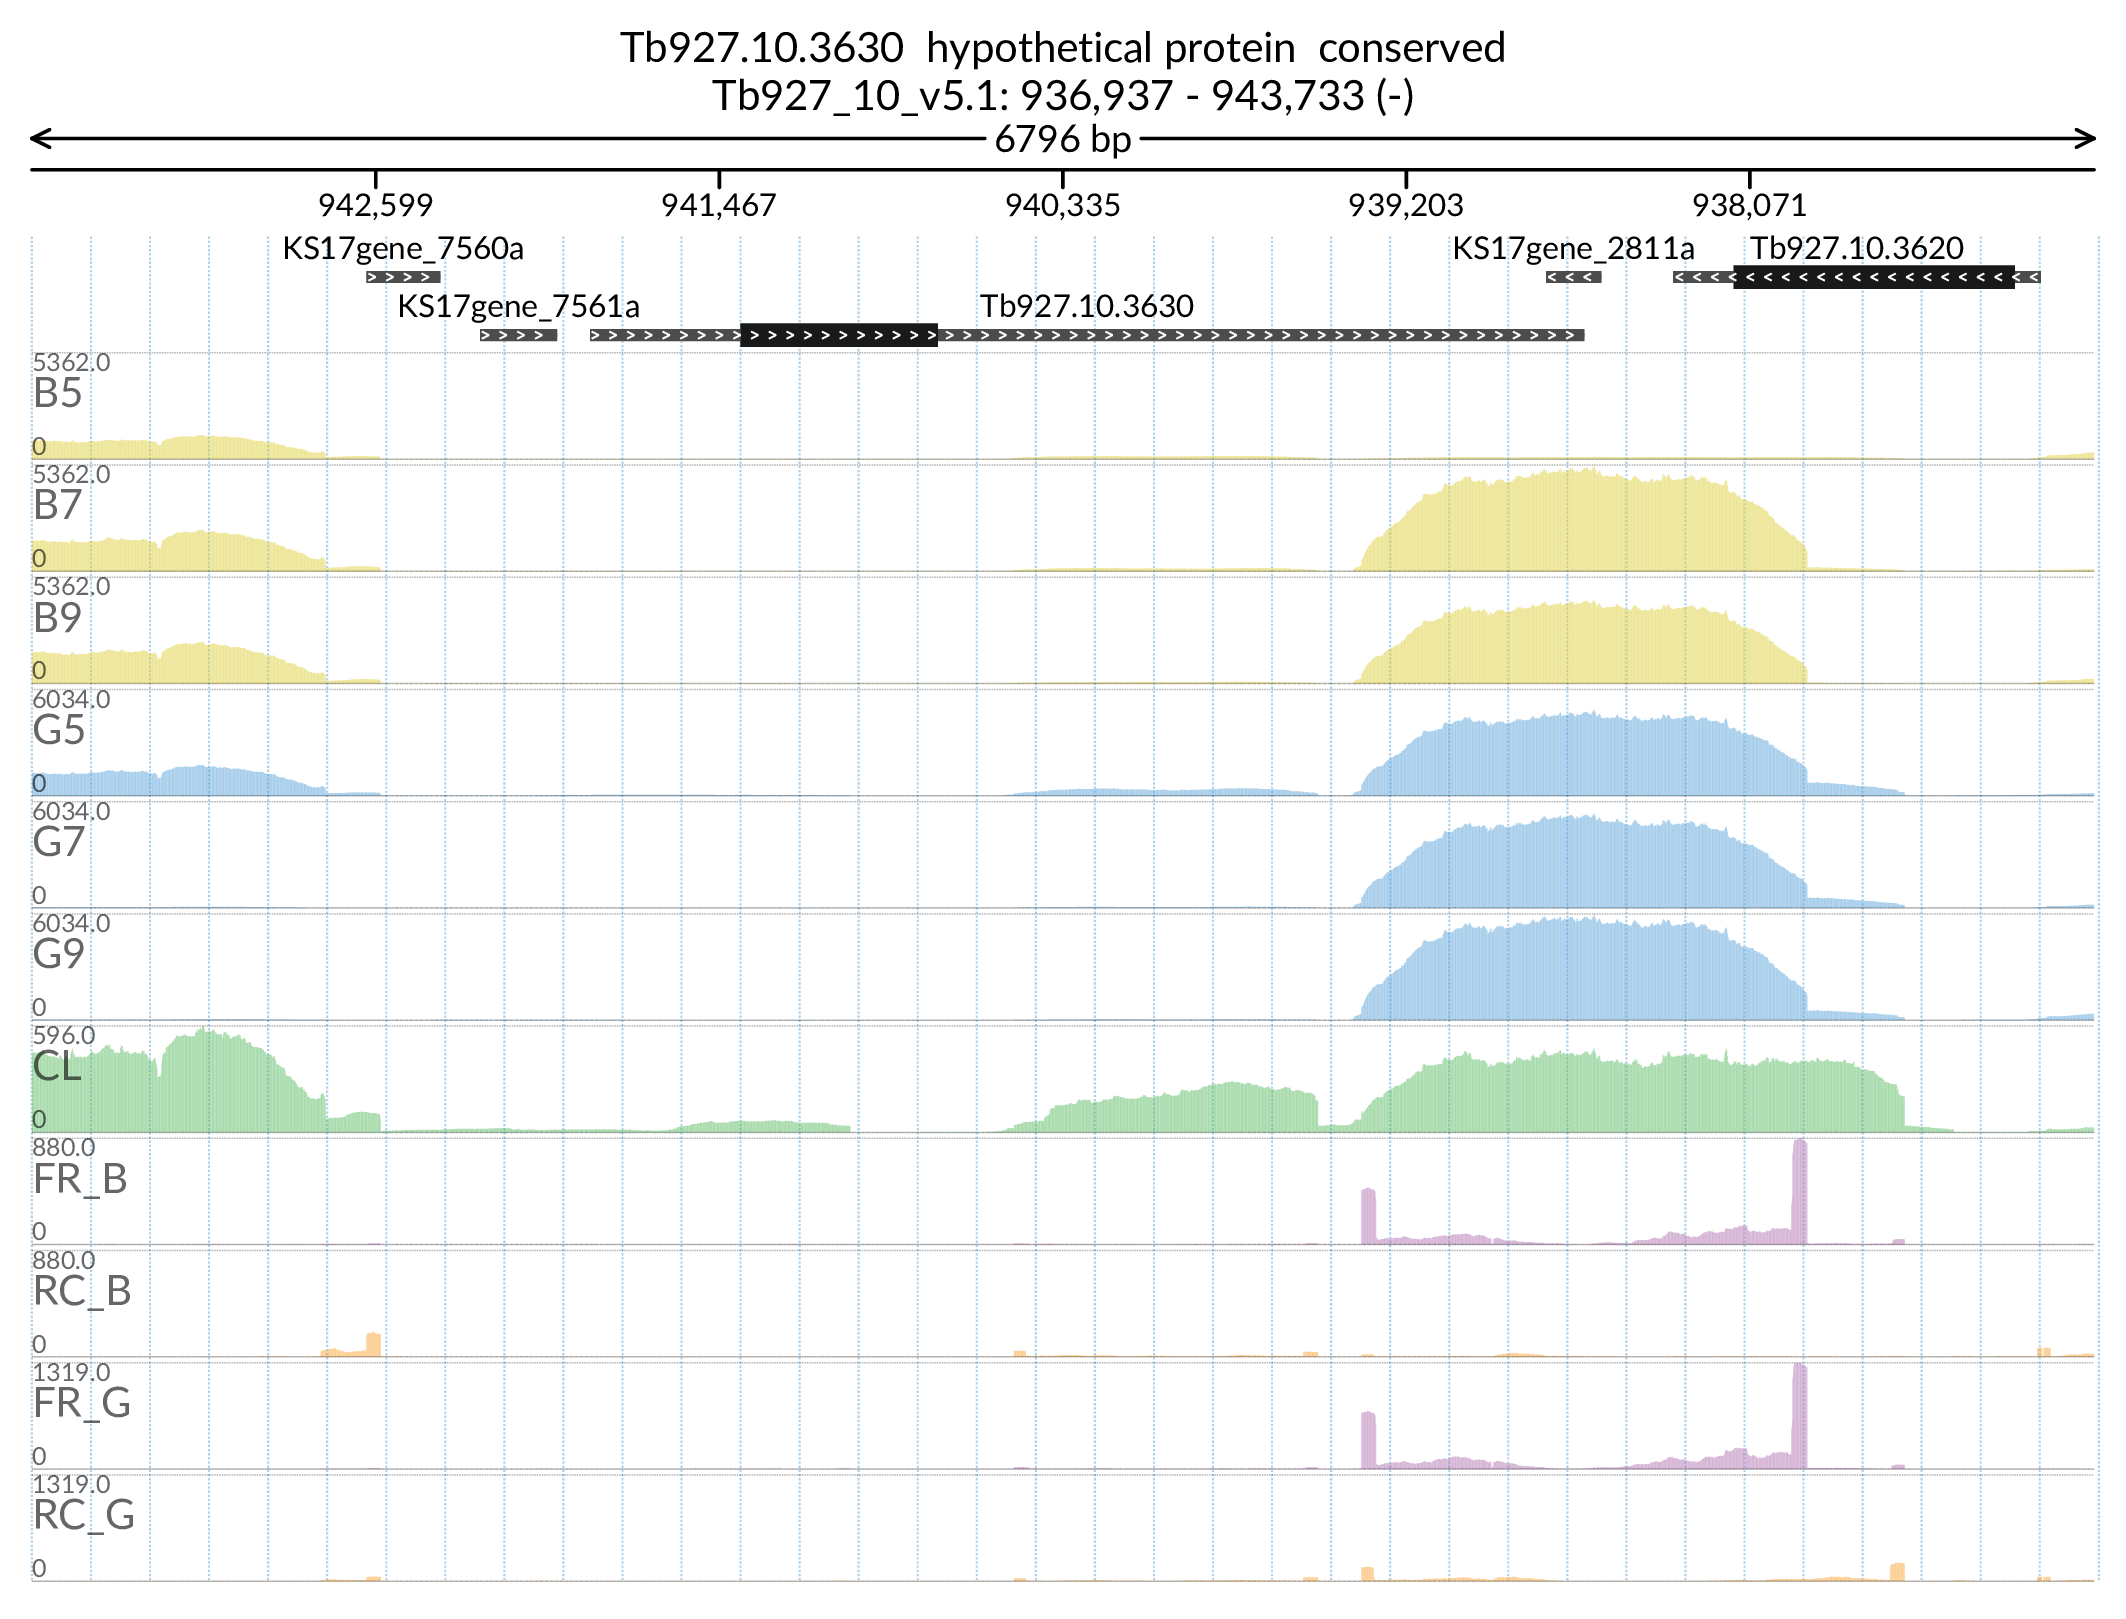 Tb927.10.3630 hypothetical protein conserved
Tb927_10_v5.1: 936,937 - 943,733 (-)
6796 bp
942,599 941,467 940,335 939,203 938,071
KS17gene_7560a KS17gene_2811a Tb927.10.3620
KS17gene_7561a Tb927.10.3630
5362.0
B5
0
5362.0
B7
0
5362.0
B9
0
6034.0
G5
0
6034.0
G7
0
6034.0
G9
0
596.0
CL
0
880.0
FR_B
0
880.0
RC_B
0
1319.0
FR_G
0
1319.0
RC_G
0